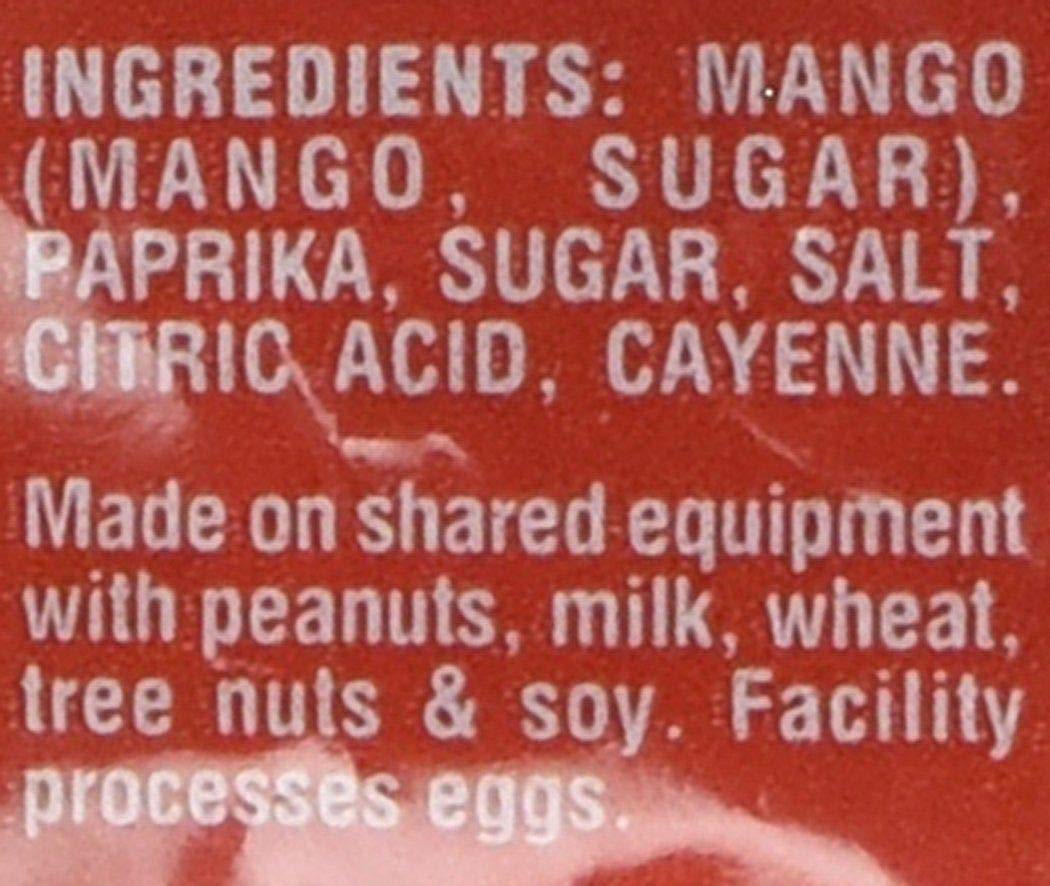 INGREDIENTS: MANGO
(MANGO, SUGAR),
PAPRIKA, SUGAR, SALT,
CITRIC ACID, CAYENNE.
Made on shared equipment
with peanuts, milk, wheat,
tree nuts & soy. Facility
processes eggs.